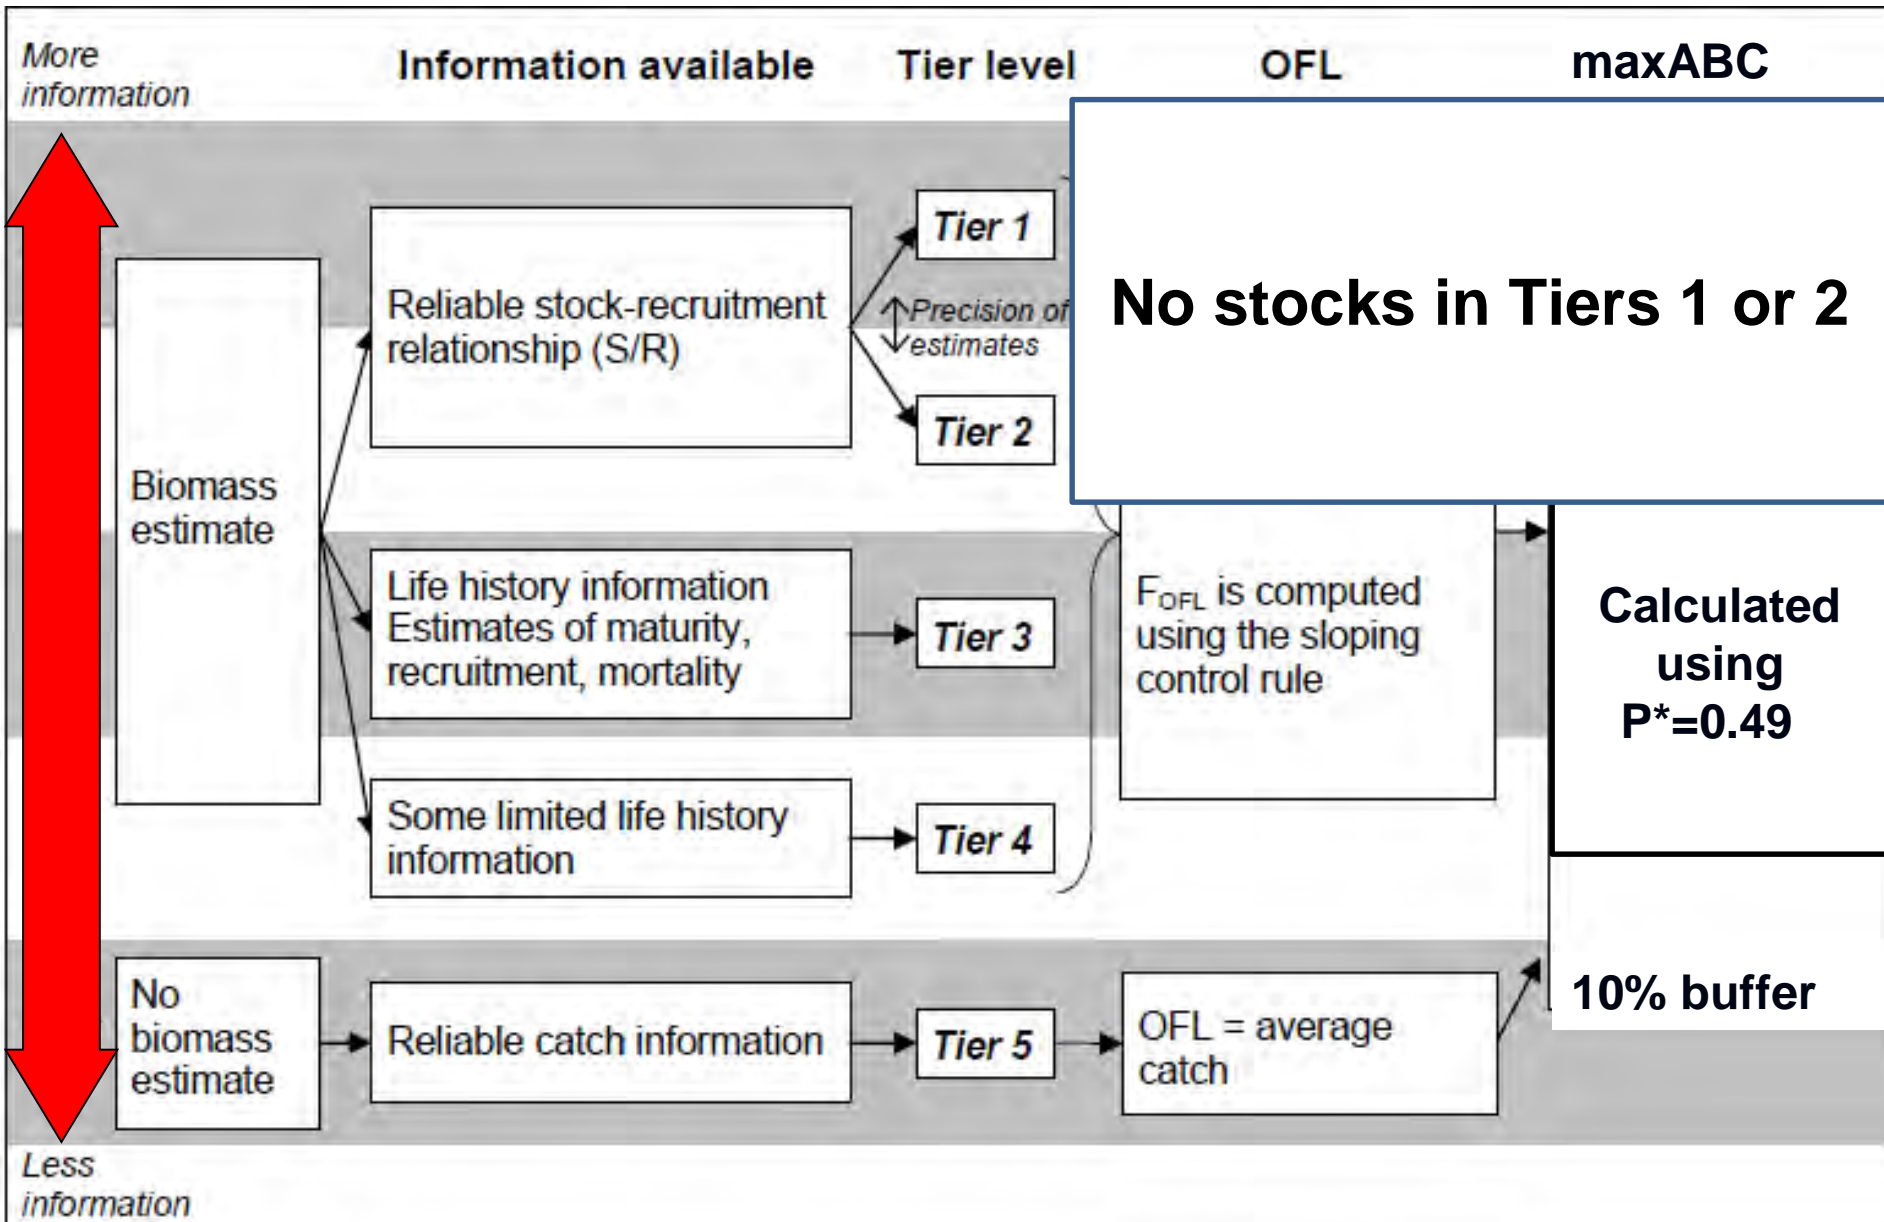 More
information
Information available
Tier level
OFL
maxABC
Biomass
estimate
Reliable stock-recruitment
relationship (S/R)
Tier 1
Precision of
estimates
Tier 2
No stocks in Tiers 1 or 2
Life history information
Estimates of maturity,
recruitment, mortality
Tier 3
Some limited life history
information
Tier 4
FOFL is computed
using the sloping
control rule
Calculated
using
P*=0.49
No
biomass
estimate
Reliable catch information
Tier 5
OFL = average
catch
10% buffer
Less
information